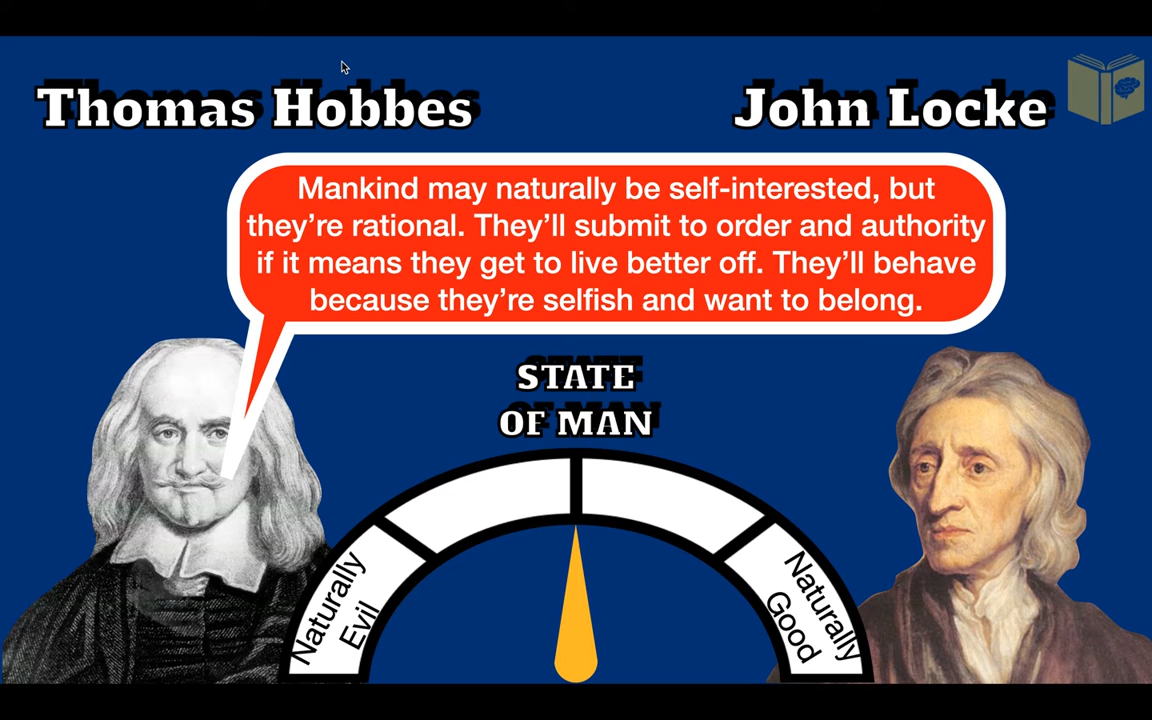 Thomas Hobbes
John Locke
Mankind may naturally be self-interested, but
they’re rational. They’ll submit to order and authority
if it means they get to live better off. They’ll behave
because they’re selfish and want to belong.
STATE
OF MAN
Naturally
Evil
Naturally
Good